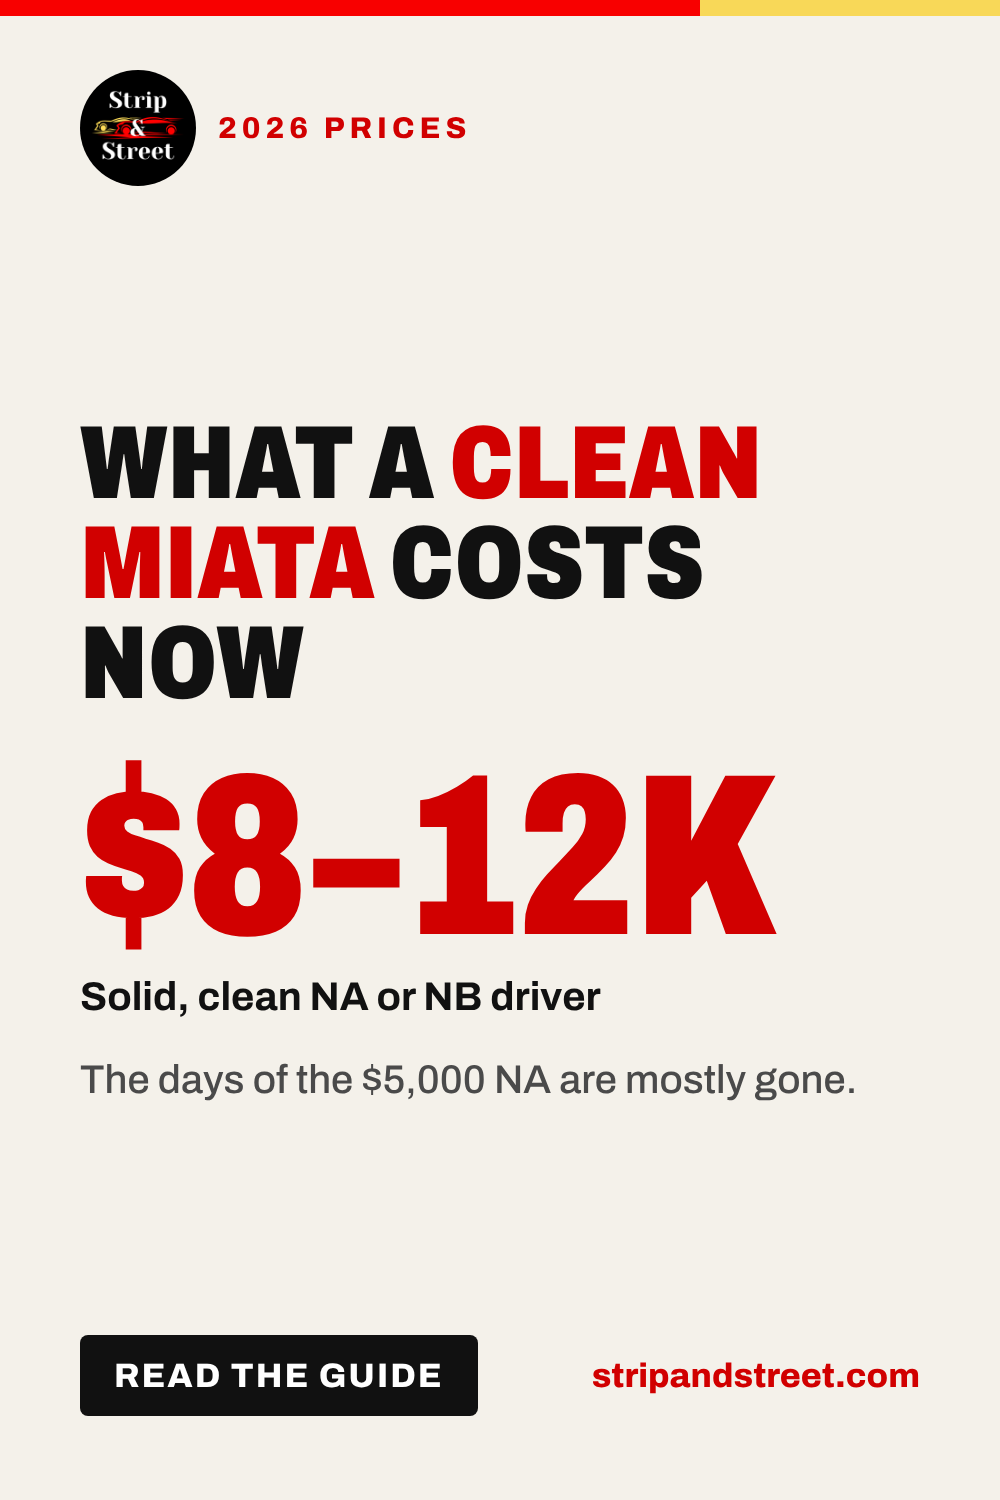 Strip
&
Street
2026 PRICES
WHAT A CLEAN
MIATA COSTS
NOW
$8–12K
Solid, clean NA or NB driver
The days of the $5,000 NA are mostly gone.
READ THE GUIDE
stripandstreet.com